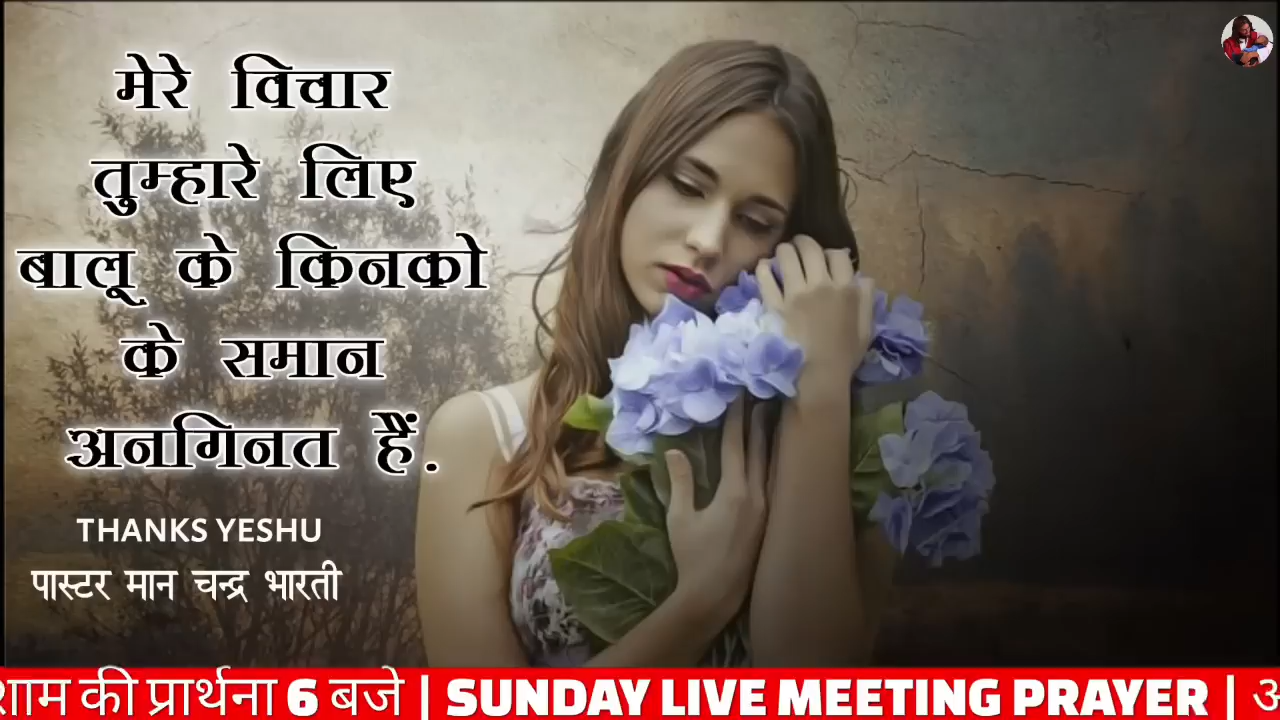 मेरे विचार
तुम्हारे लिए
बालू के किनको
के समान
अनगिनत हैं.
THANKS YESHU
पास्टर मान चन्द्र भारती
शाम की प्रार्थना 6 बजे | SUNDAY LIVE MEETING PRAYER |